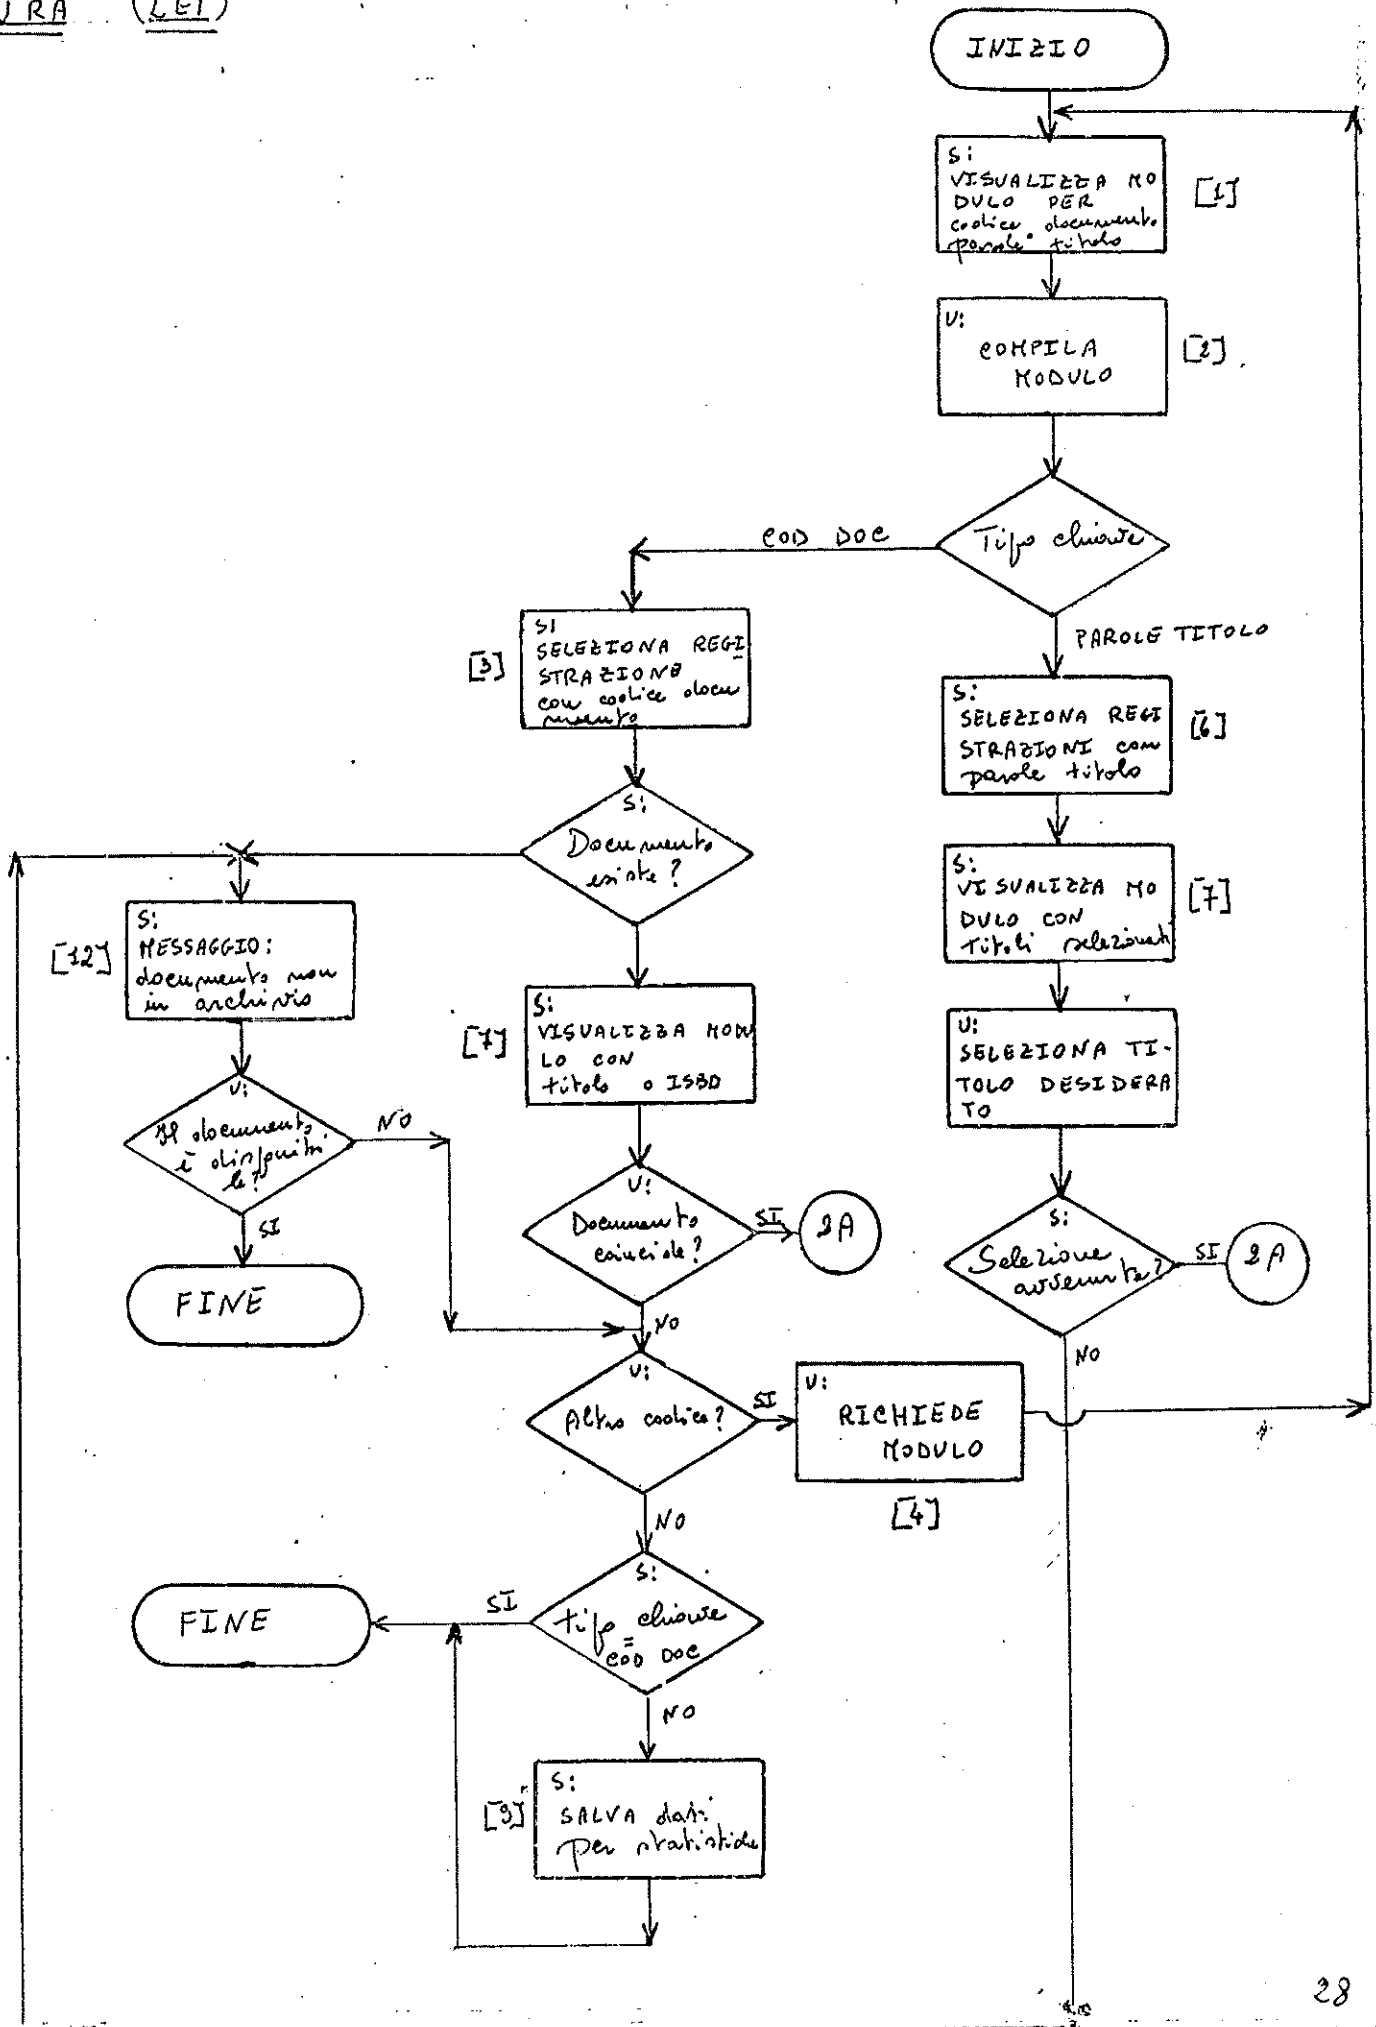 URA (LEI)
INIZIO
S:
VISUALIZZA MO
DULO PER
codice documento
parole titolo
[1]
U:
COMPILA
MODULO
[2]
Tipo chiave
COD DOC
PAROLE TITOLO
[3]
S:
SELEZIONA REGI
STRAZIONE
con codice docu
mento
S:
SELEZIONA REGI
STRAZIONI con
parole titolo
[6]
S:
Documento
esiste?
S:
VISUALIZZA MO
DULO CON
Titoli selezionati
[7]
[12]
S:
MESSAGGIO:
documento non
in archivio
[7]
S:
VISUALIZZA MODU
LO CON
titolo o ISBD
U:
SELEZIONA TI-
TOLO DESIDERA
TO
U:
Il documento
è disponibi
le?
NO
SI
FINE
U:
Documento
coincide?
SI
2A
NO
S:
Selezione
avvenuta?
SI
2A
NO
U:
Altro codice?
SI
U:
RICHIEDE
MODULO
[4]
NO
S:
tipo chiave
=
COD DOC
SI
FINE
NO
[9]
S:
SALVA dati
per statistiche
28